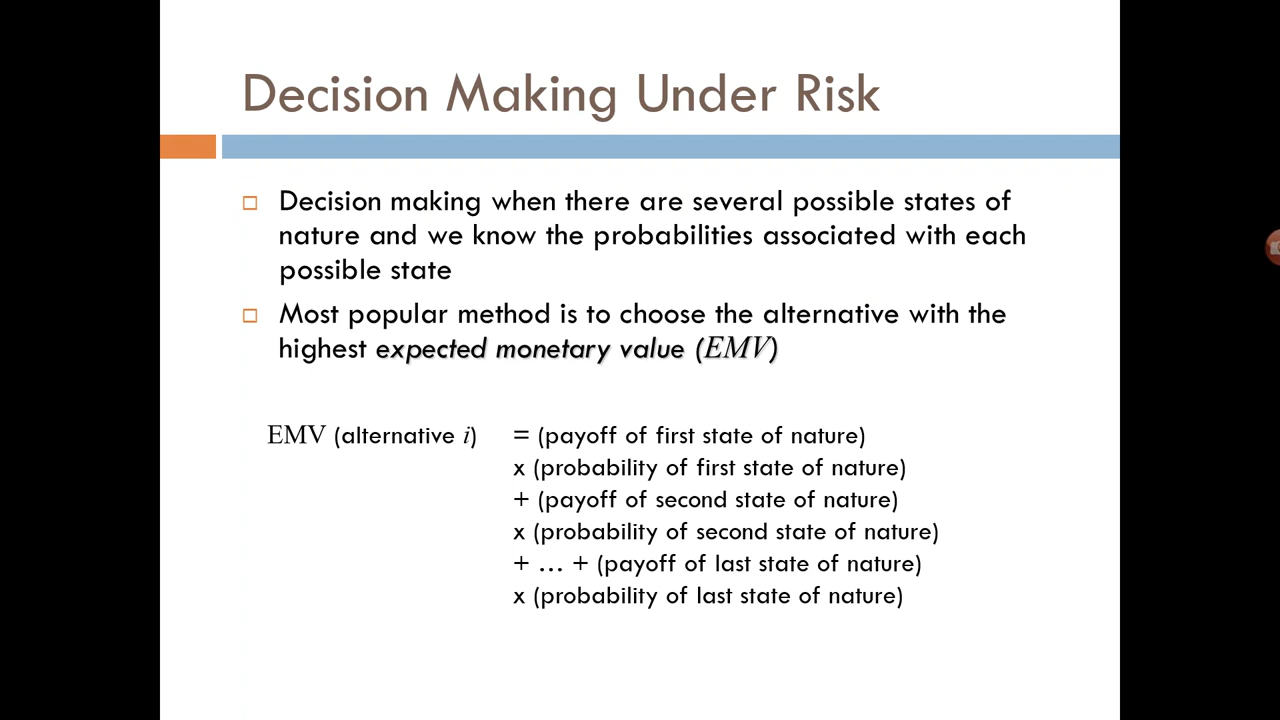 Decision Making Under Risk
Decision making when there are several possible states of
nature and we know the probabilities associated with each
possible state
Most popular method is to choose the alternative with the
highest expected monetary value (EMV)
EMV (alternative i) = (payoff of first state of nature)
x (probability of first state of nature)
+ (payoff of second state of nature)
x (probability of second state of nature)
+ … + (payoff of last state of nature)
x (probability of last state of nature)